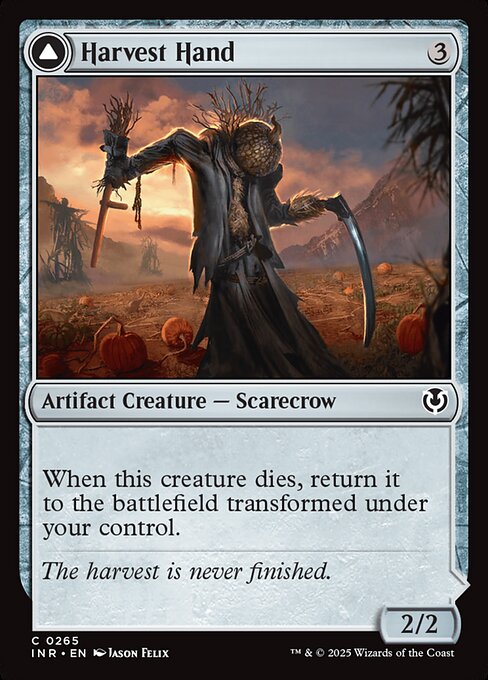 Harvest Hand 3
Artifact Creature — Scarecrow
When this creature dies, return it
to the battlefield transformed under
your control.
The harvest is never finished.
2/2
C 0265
INR • EN Jason Felix
™ & © 2025 Wizards of the Coast